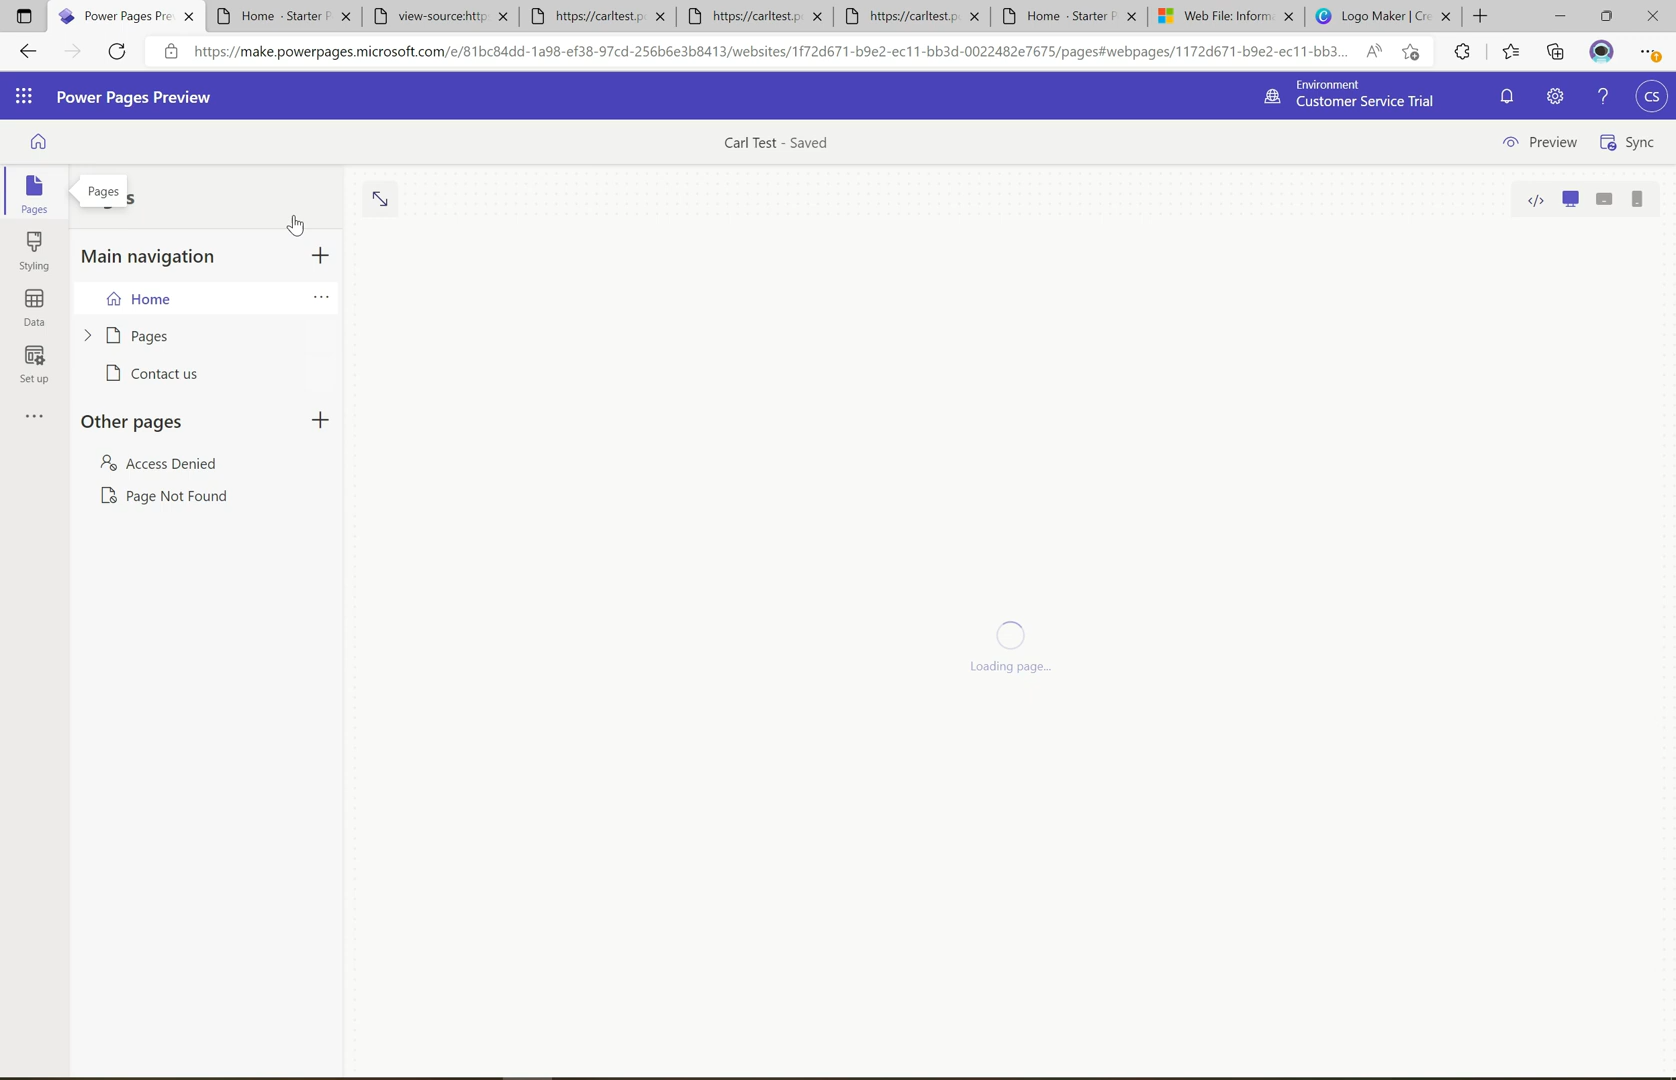 Power Pages Pre
Home · Starter P
view-source:http
https://carltest.po
https://carltest.p
https://carltest.po
Home · Starter P
Web File: Informa
Logo Maker | Cre
https://make.powerpages.microsoft.com/e/81bc84dd-1a98-ef38-97cd-256b6e3b8413/websites/1f72d671-b9e2-ec11-bb3d-0022482e7675/pages#webpages/1172d671-b9e2-ec11-bb3...
Power Pages Preview
Environment
Customer Service Trial
CS
Carl Test - Saved
Preview
Sync
Pages
Pages
Styling
Data
Set up
Main navigation
Home
Pages
Contact us
Other pages
Access Denied
Page Not Found
Loading page...